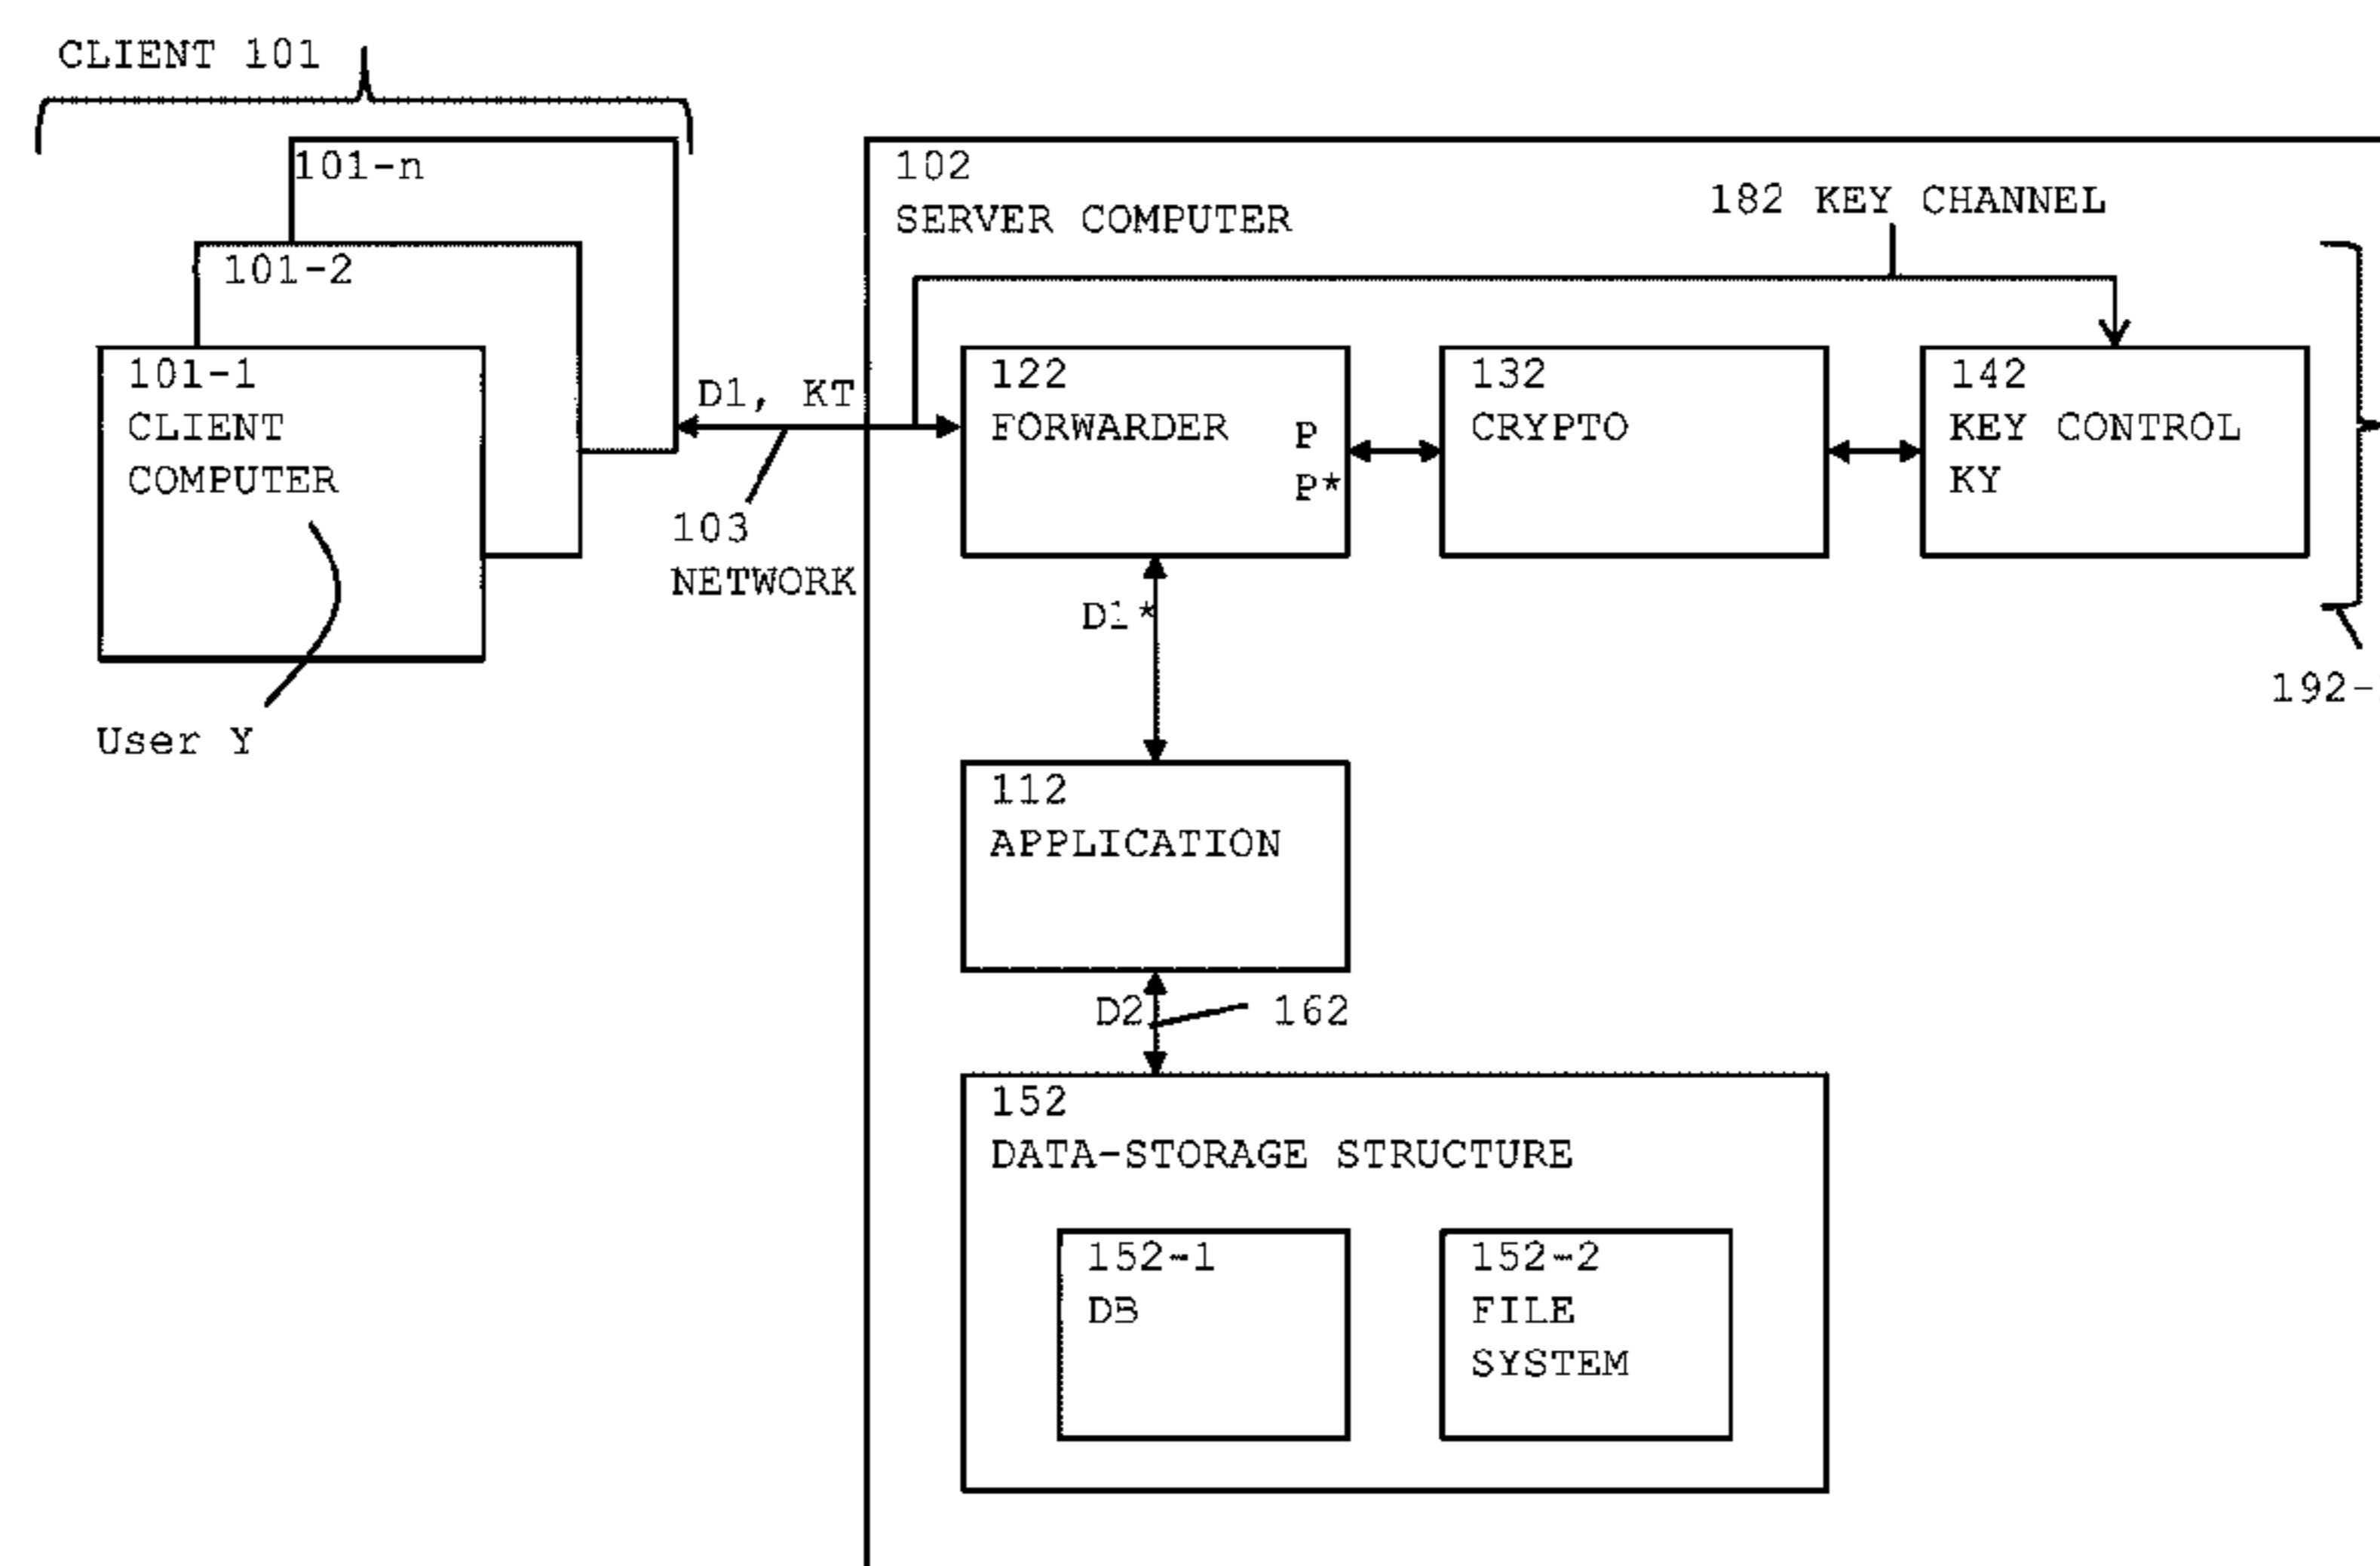 CLIENT 101
101-n
101-2
101-1
CLIENT
COMPUTER
User Y
D1, KT
103
NETWORK
102
SERVER COMPUTER
182 KEY CHANNEL
122
FORWARDER
P
P*
132
CRYPTO
142
KEY CONTROL
KY
192-
D1*
112
APPLICATION
D2
162
152
DATA-STORAGE STRUCTURE
152-1
DB
152-2
FILE
SYSTEM